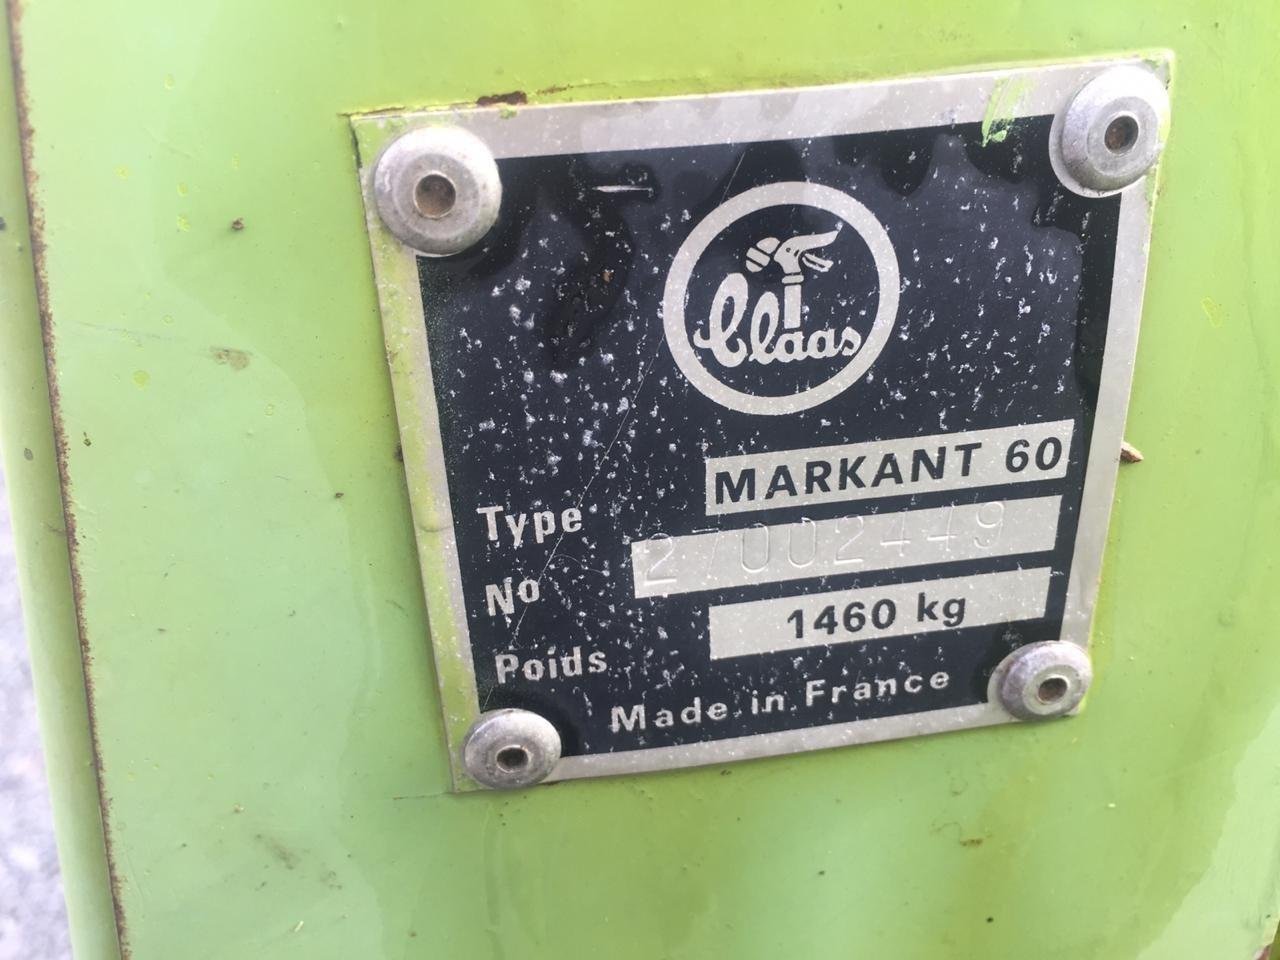 Claas
Type MARKANT 60
No 27002449
Poids 1460 kg
Made in France